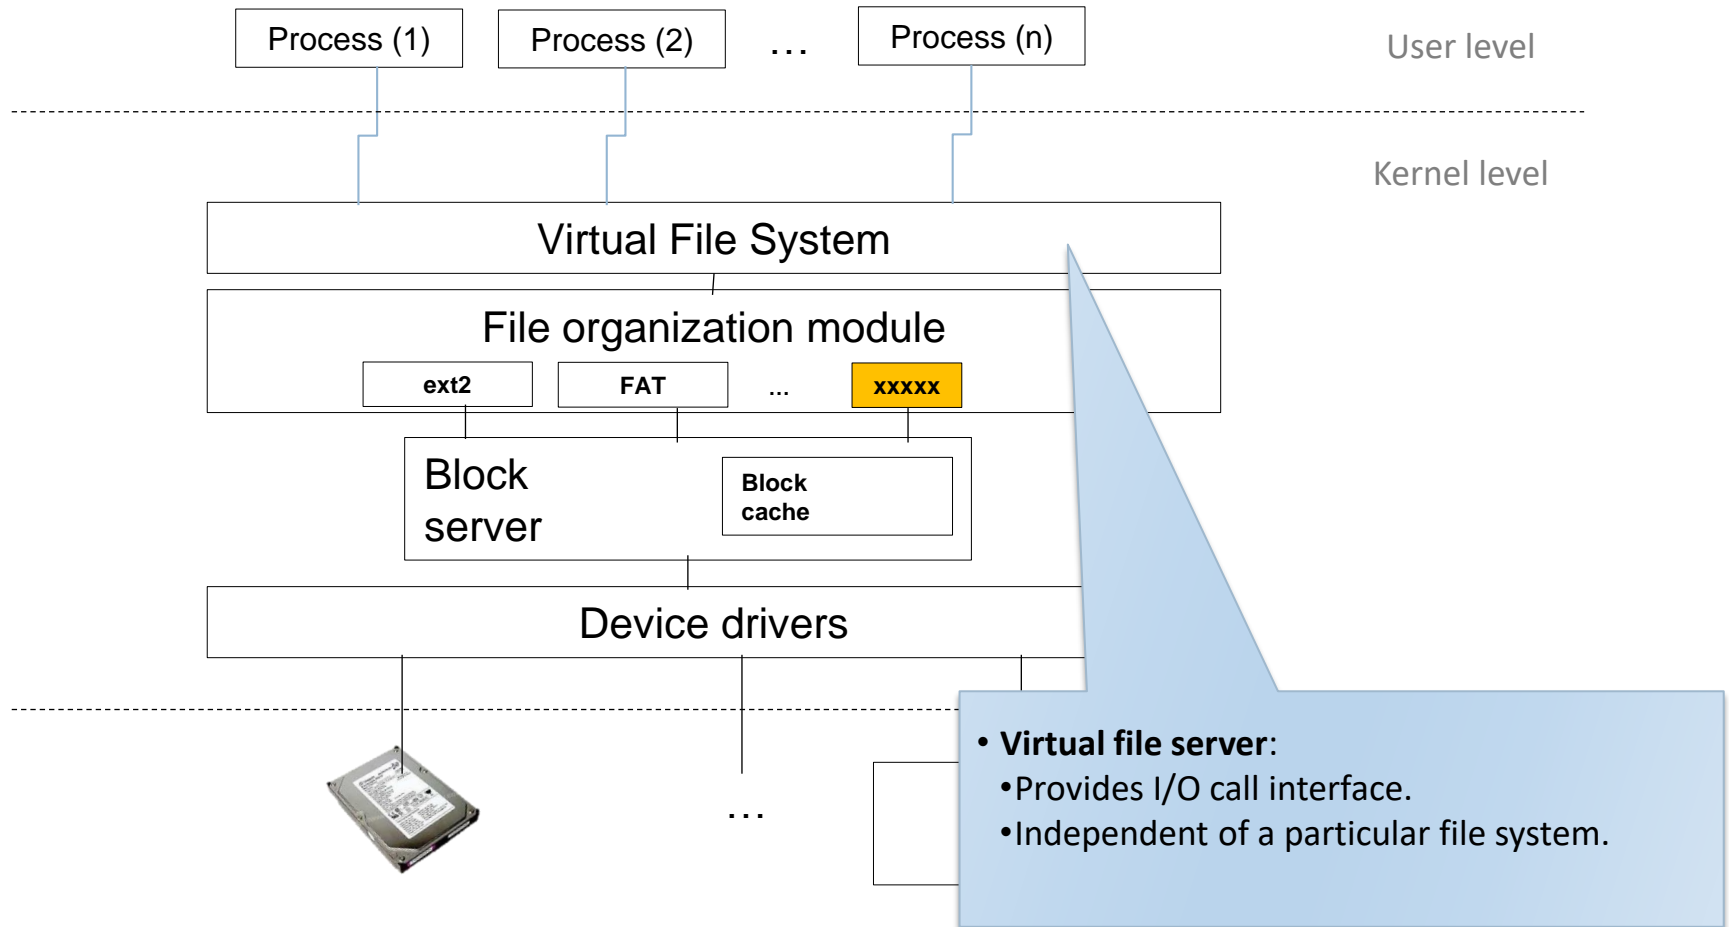 Process (1)
Process (2)
...
Process (n)
User level
Kernel level
Virtual File System
File organization module
ext2
FAT
...
xxxxx
Block
server
Block
cache
Device drivers
...
• Virtual file server:
•Provides I/O call interface.
•Independent of a particular file system.